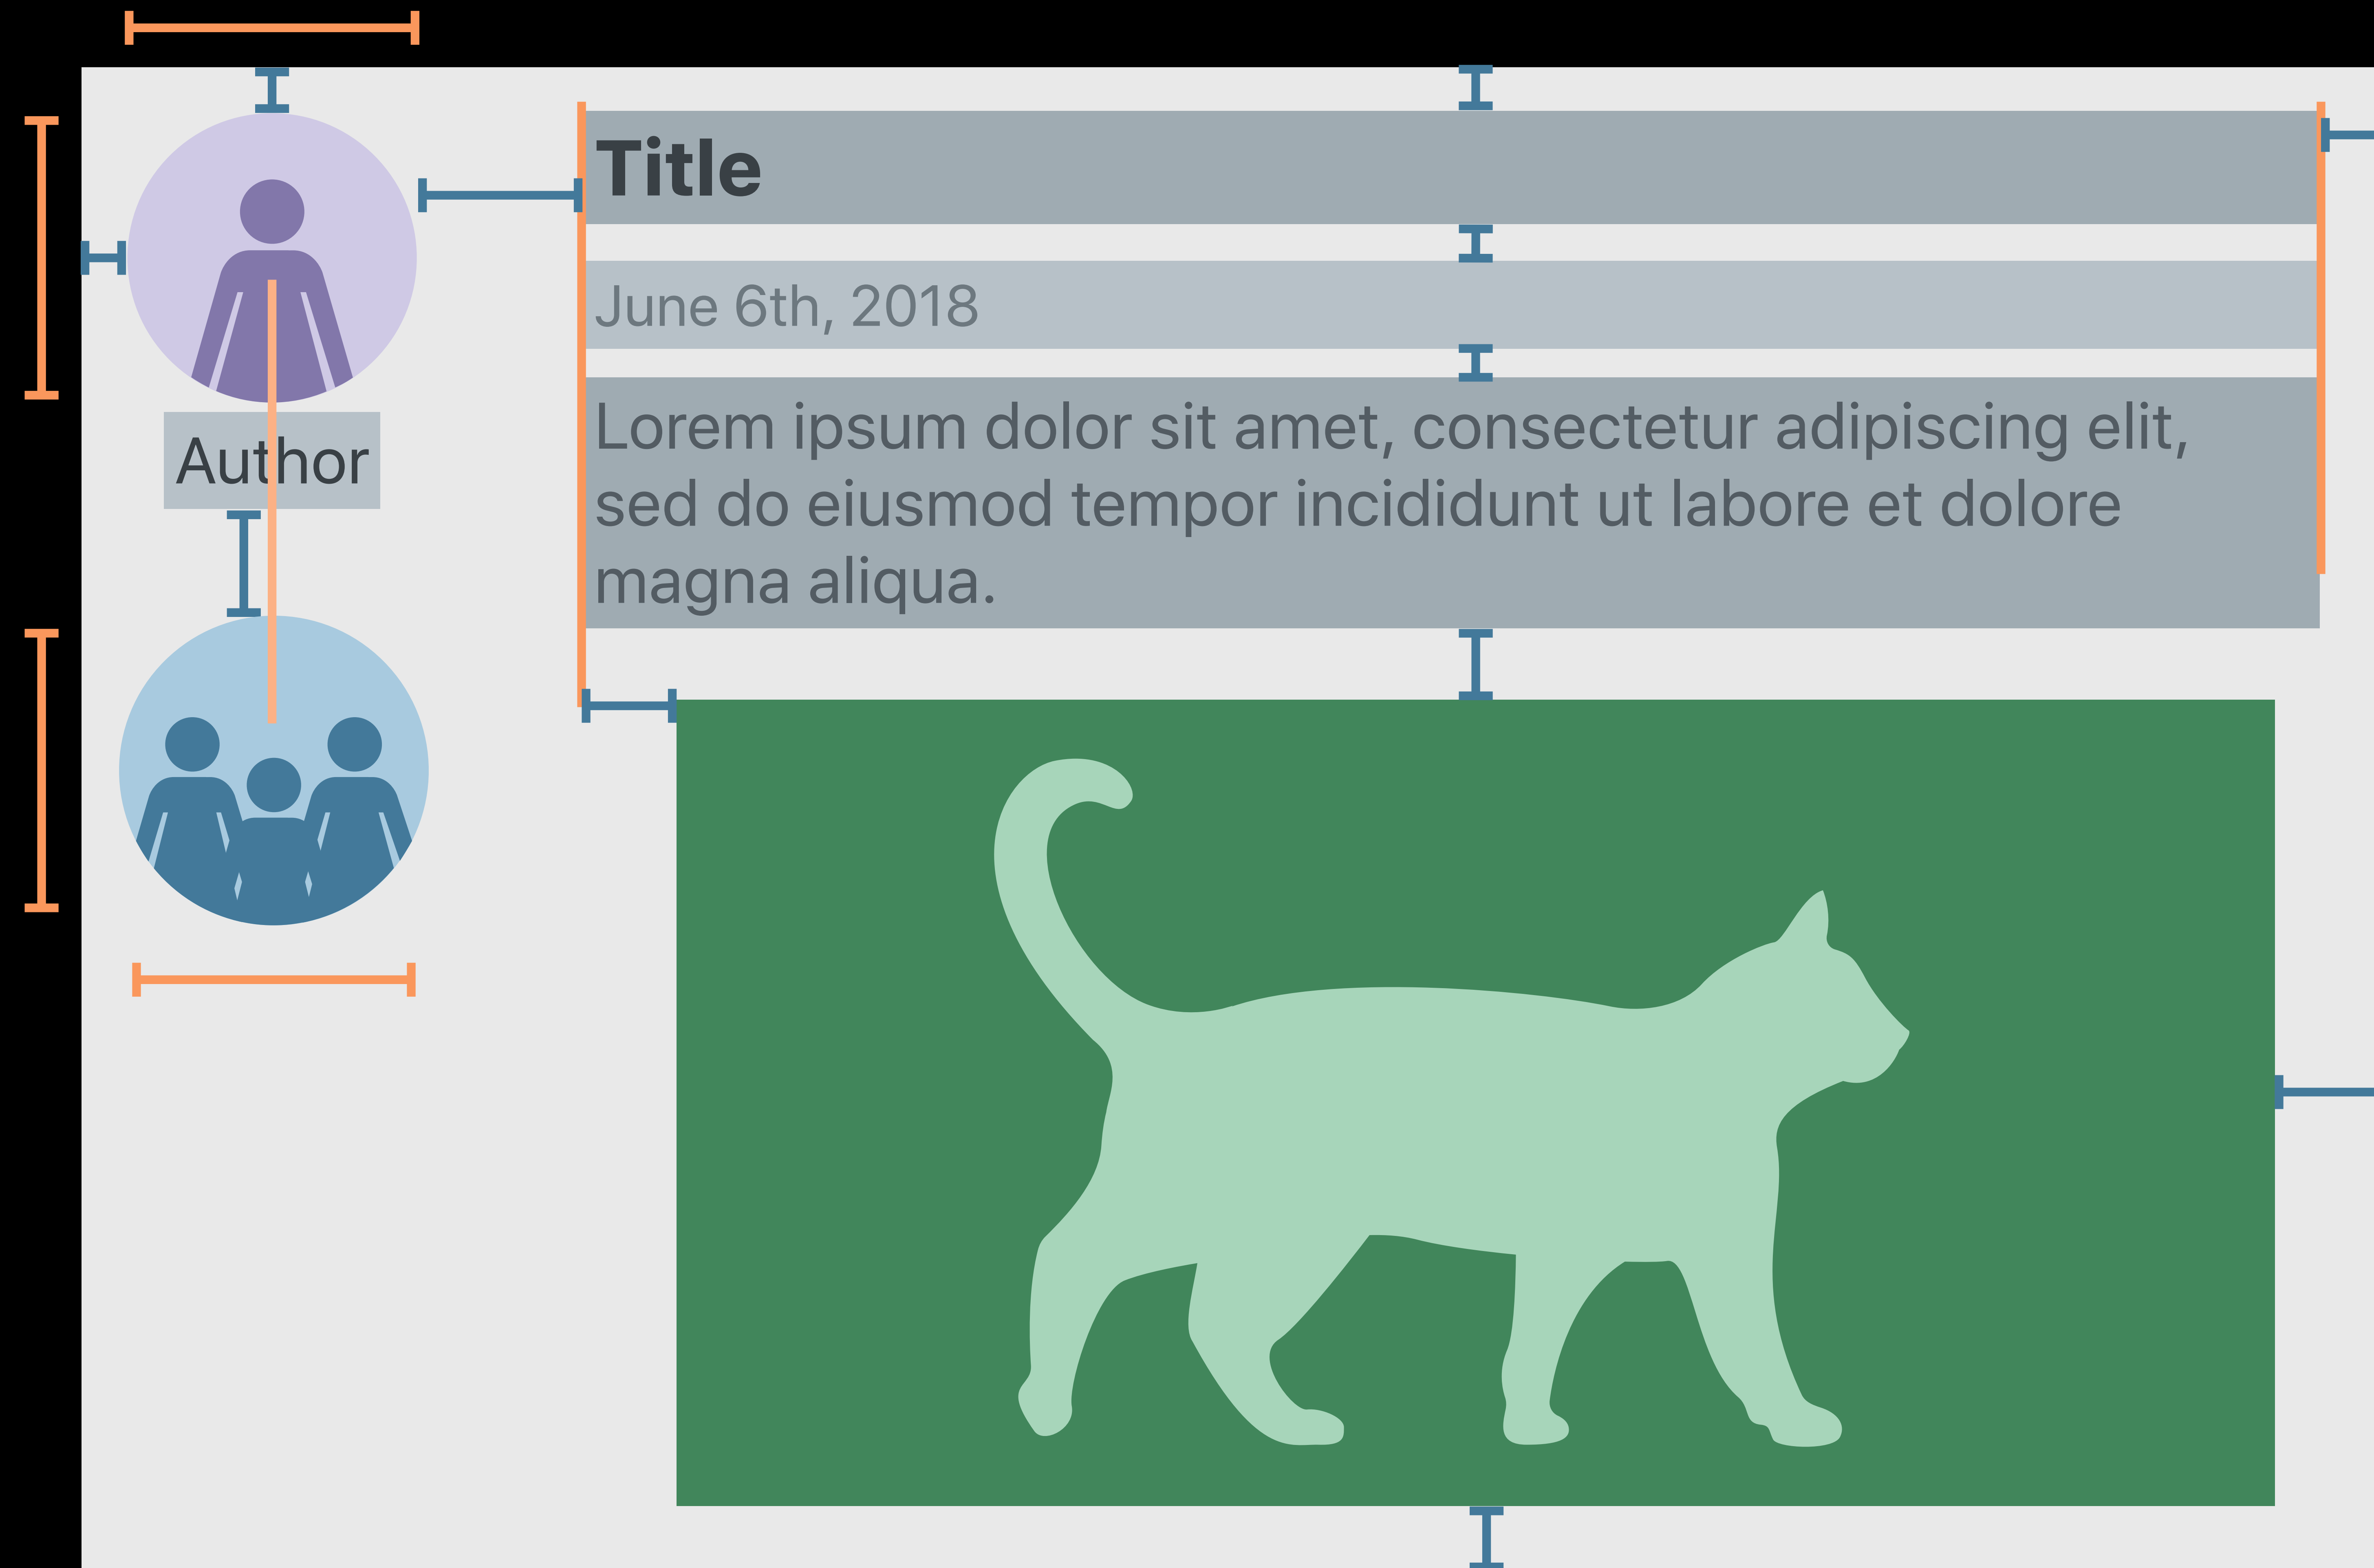 Title
June 6th, 2018
Author
Lorem ipsum dolor sit amet, consectetur adipiscing elit,
sed do eiusmod tempor incididunt ut labore et dolore
magna aliqua.